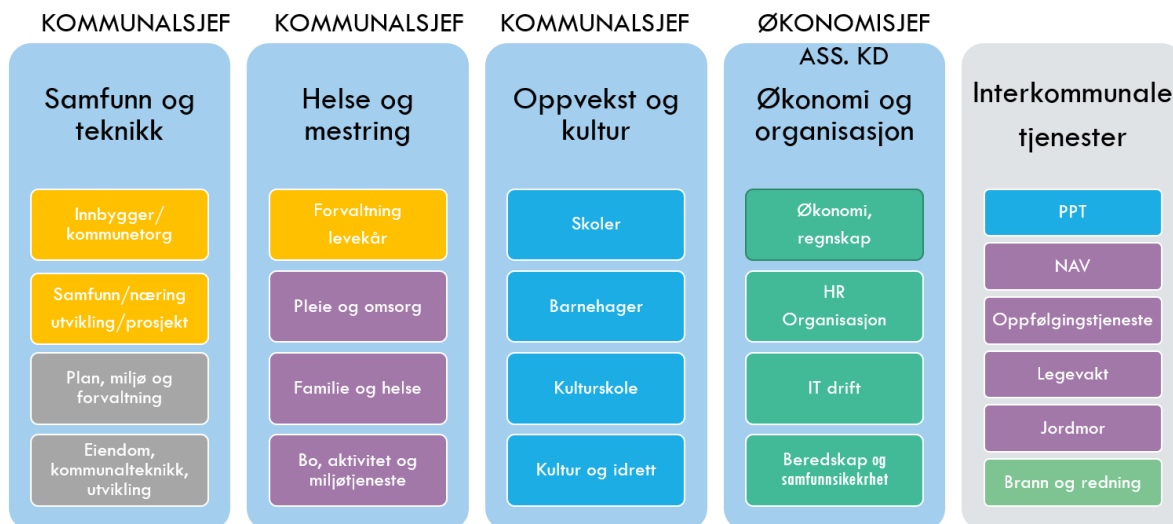 KOMMUNALSJEF
Samfunn og
teknikk
Innbygger/
kommunetorg
Samfunn/næring
utvikling/prosjekt
Plan, miljø og
forvaltning
Eiendom,
kommunalteknikk,
utvikling
KOMMUNALSJEF
Helse og
mestring
Forvaltning
levekår
Pleie og omsorg
Familie og helse
Bo, aktivitet og
miljøtjeneste
KOMMUNALSJEF
Oppvekst og
kultur
Skoler
Barnehager
Kulturskole
Kultur og idrett
ØKONOMISJEF
ASS. KD
Økonomi og
organisasjon
Økonomi,
regnskap
HR
Organisasjon
IT drift
Beredskap og
samfunnsikekrhet
Interkommunale
tjenester
PPT
NAV
Oppfølgingstjeneste
Legevakt
Jordmor
Brann og redning